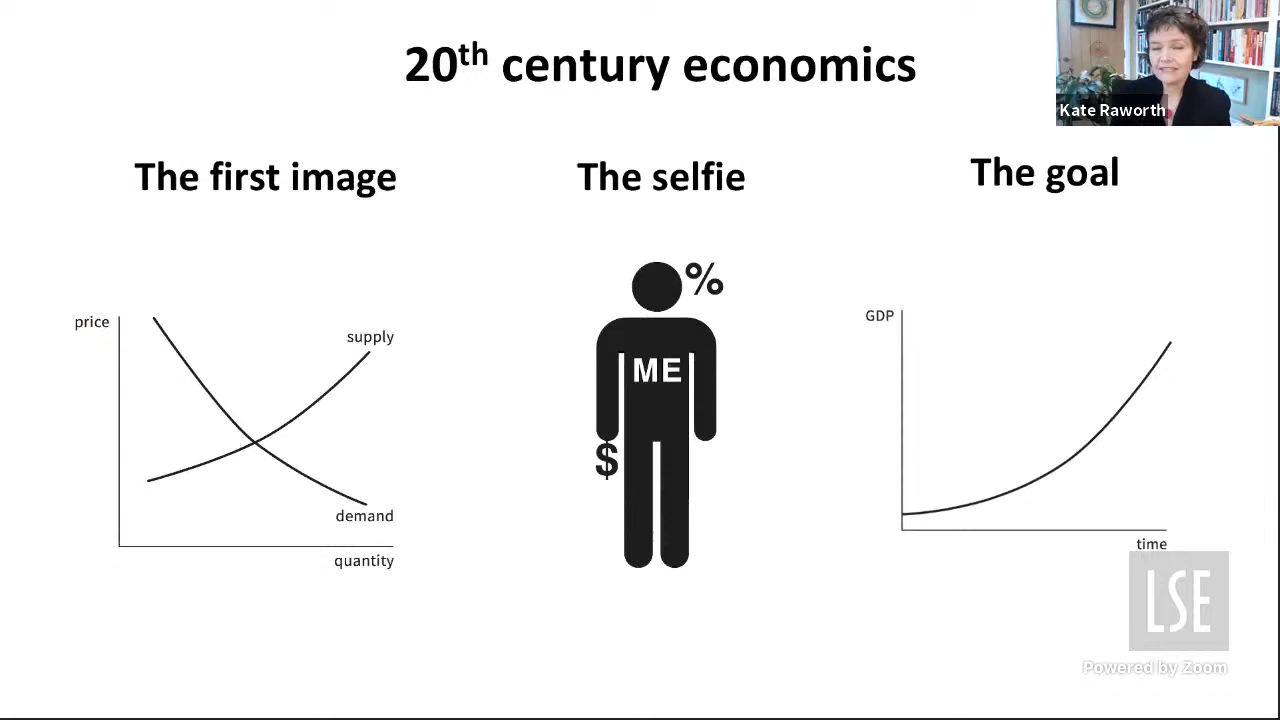 20th century economics
Kate Raworth
The first image
The selfie
The goal
price
supply
demand
quantity
%
ME
$
GDP
time
LSE
Powered by Zoom